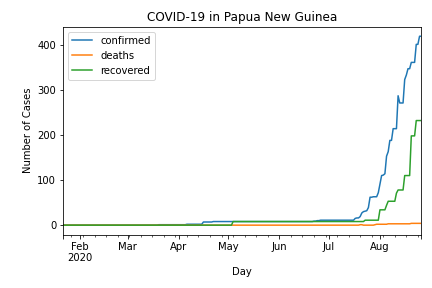 COVID-19 in Papua New Guinea
confirmed
deaths
recovered
Number of Cases
400
300
200
100
0
Feb
2020
Mar
Apr
May
Jun
Jul
Aug
Day